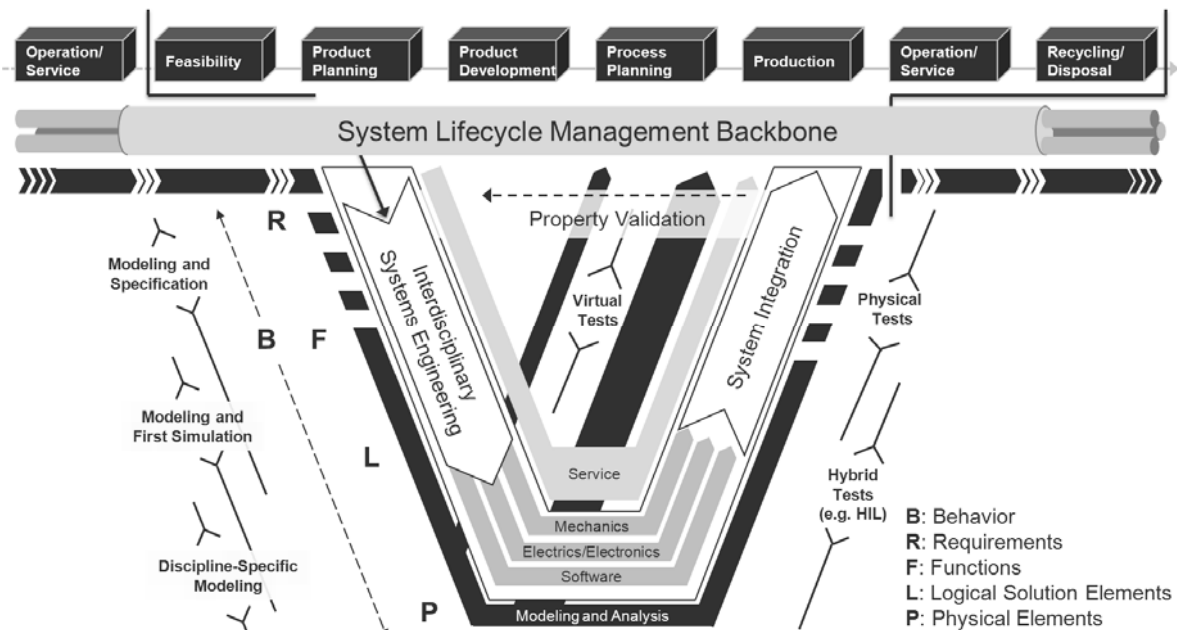 Operation/
Service
Feasibility
Product
Planning
Product
Development
Process
Planning
Production
Operation/
Service
Recycling/
Disposal
System Lifecycle Management Backbone
Property Validation
R
Modeling and
Specification
Interdisciplinary
Systems Engineering
Virtual
Tests
System Integration
Physical
Tests
B
F
Modeling and
First Simulation
L
Service
Hybrid
Tests
(e.g. HIL)
Mechanics
Electrics/Electronics
Software
Discipline-Specific
Modeling
P
Modeling and Analysis
B: Behavior
R: Requirements
F: Functions
L: Logical Solution Elements
P: Physical Elements